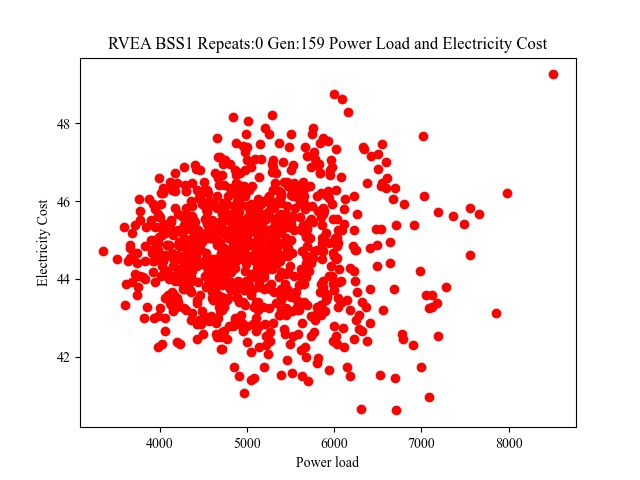 RVEA BSS1 Repeats:0 Gen:159 Power Load and Electricity Cost
48
46
44
42
Electricity Cost
4000 5000 6000 7000 8000
Power load